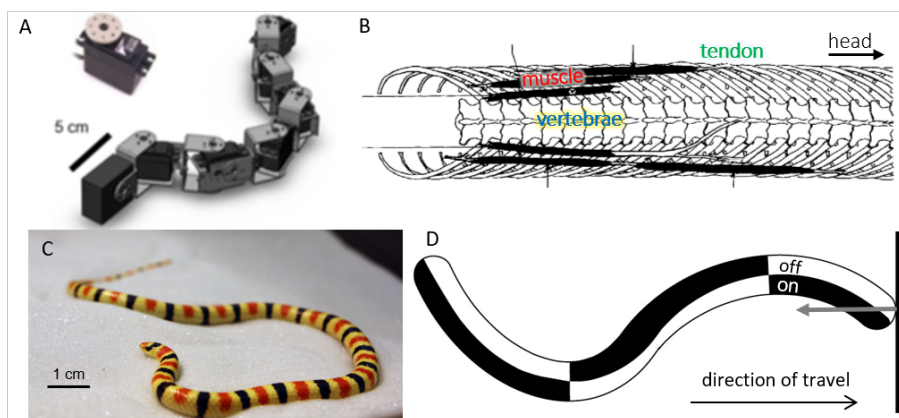 A
5 cm
B
head
tendon
muscle
vertebrae
C
1 cm
D
off
on
direction of travel